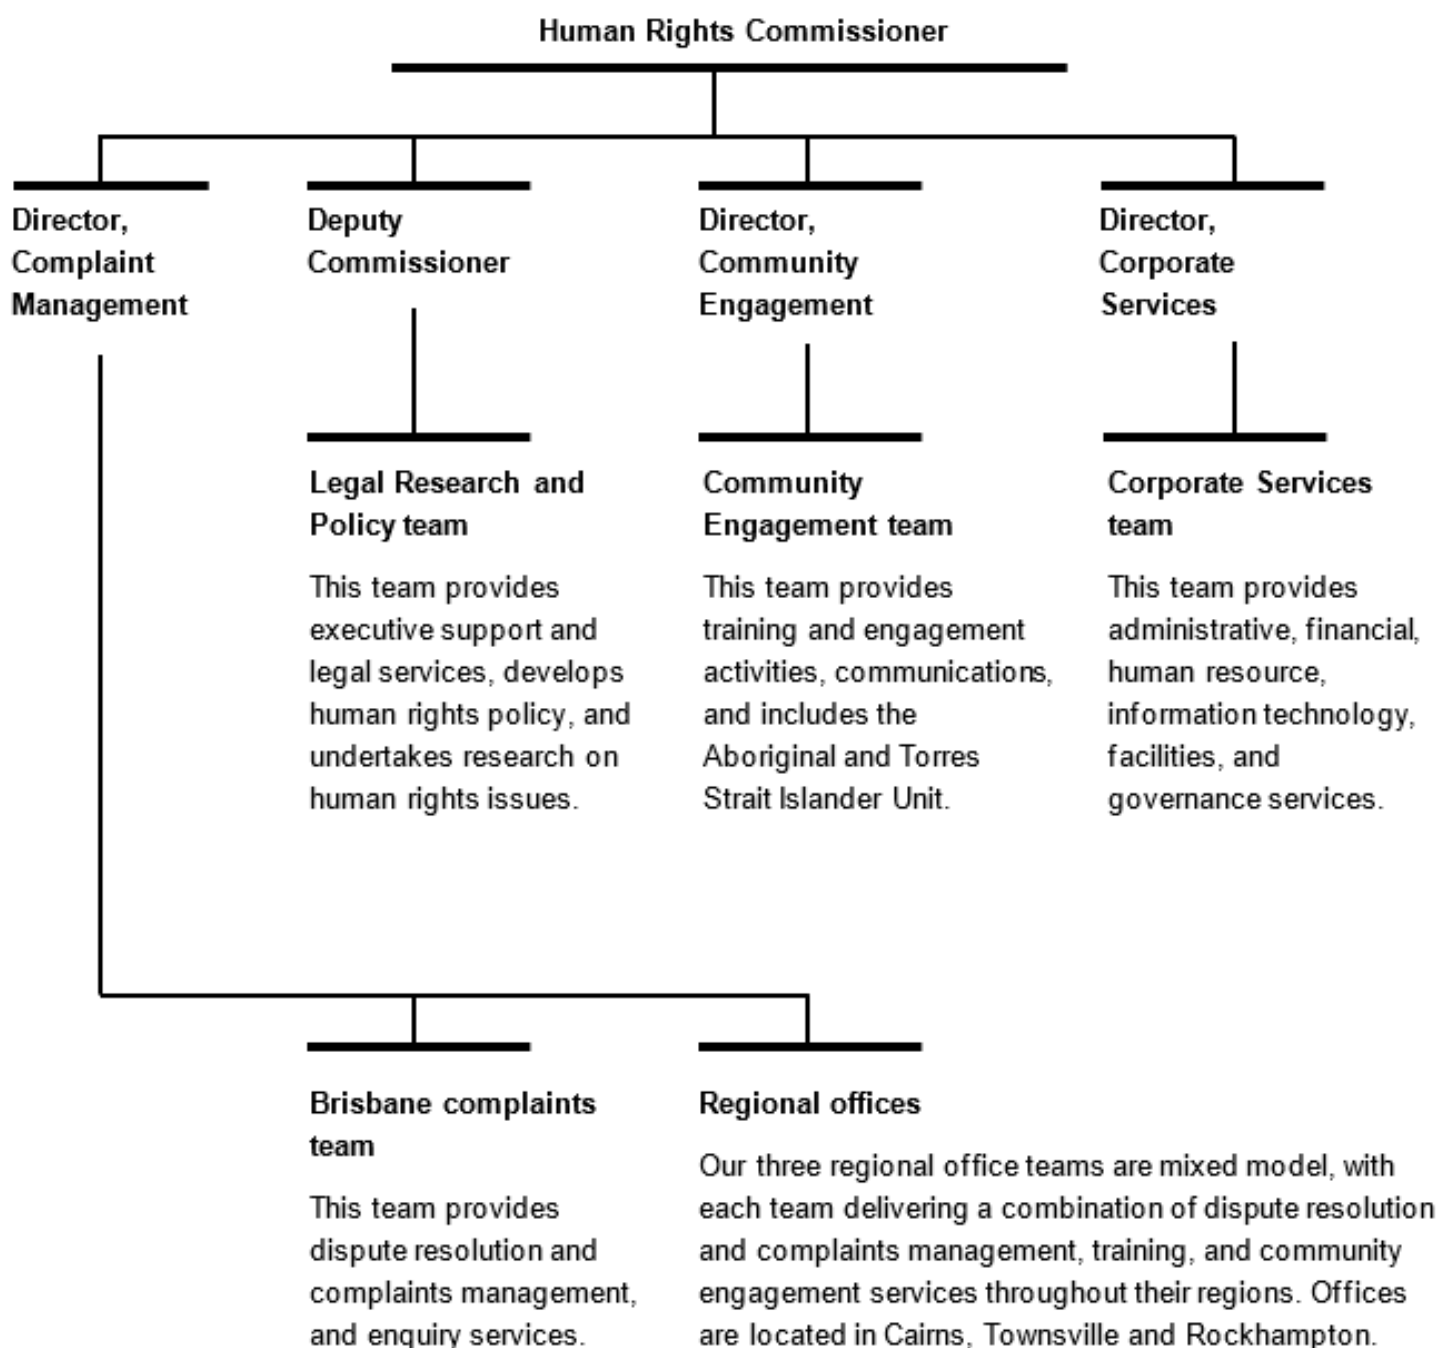 Human Rights Commissioner
Director,
Complaint
Management
Deputy
Commissioner
Director,
Community
Engagement
Director,
Corporate
Services
Legal Research and
Policy team
This team provides
executive support and
legal services, develops
human rights policy, and
undertakes research on
human rights issues.
Community
Engagement team
This team provides
training and engagement
activities, communications,
and includes the
Aboriginal and Torres
Strait Islander Unit.
Corporate Services
team
This team provides
administrative, financial,
human resource,
information technology,
facilities, and
governance services.
Brisbane complaints
team
This team provides
dispute resolution and
complaints management,
and enquiry services.
Regional offices
Our three regional office teams are mixed model, with
each team delivering a combination of dispute resolution
and complaints management, training, and community
engagement services throughout their regions. Offices
are located in Cairns, Townsville and Rockhampton.